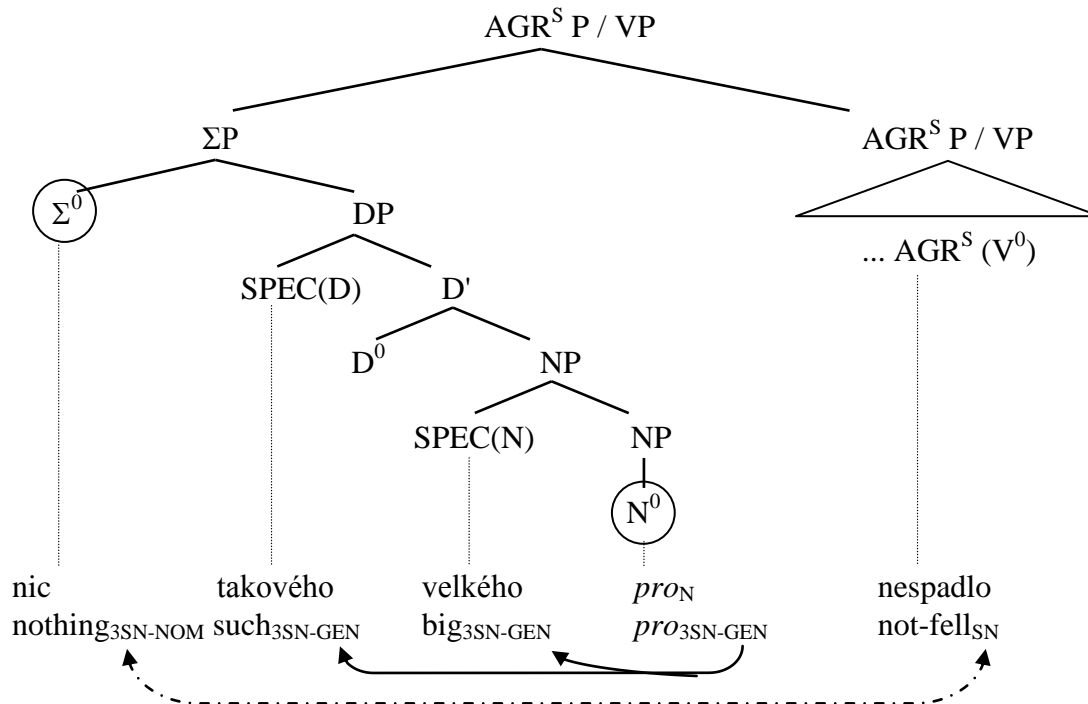 AGR^S P / VP
ΣP AGR^S P / VP
Σ^0 DP ... AGR^S (V^0)
SPEC(D) D'
D^0 NP
SPEC(N) NP
N^0
nic takového velkého pro_N nespadlo
nothing_3SN-NOM such_3SN-GEN big_3SN-GEN pro_3SN-GEN not-fell_SN